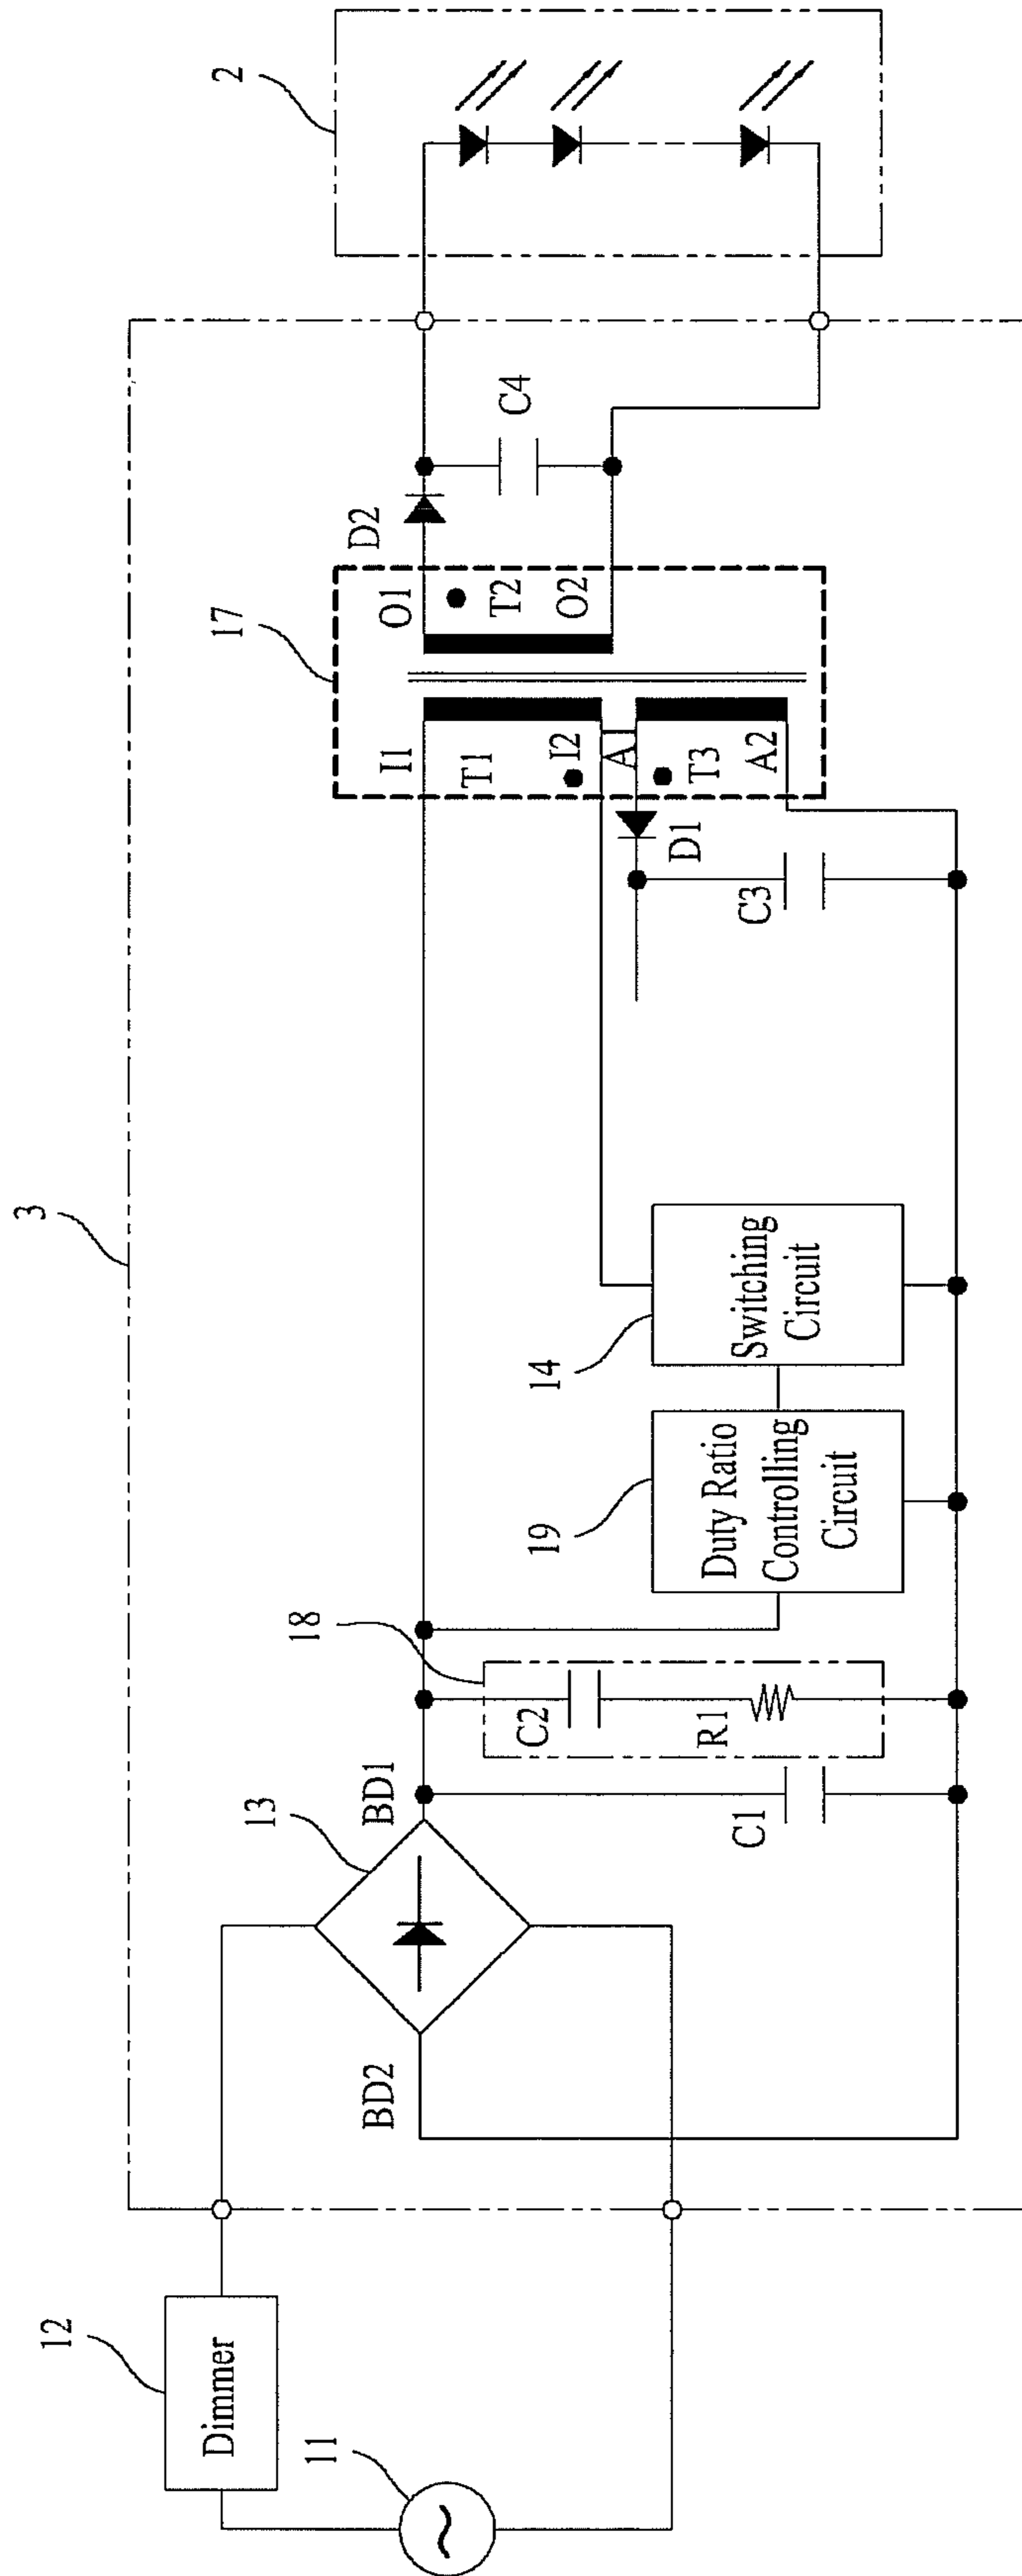 3
2
17
12
Dimmer
11
~
13
BD1
BD2
18
C2
R1
C1
19
Duty Ratio
Controlling
Circuit
14
Switching
Circuit
I1
T1
I2
A1
T3
A2
D1
C3
O1
T2
O2
D2
C4